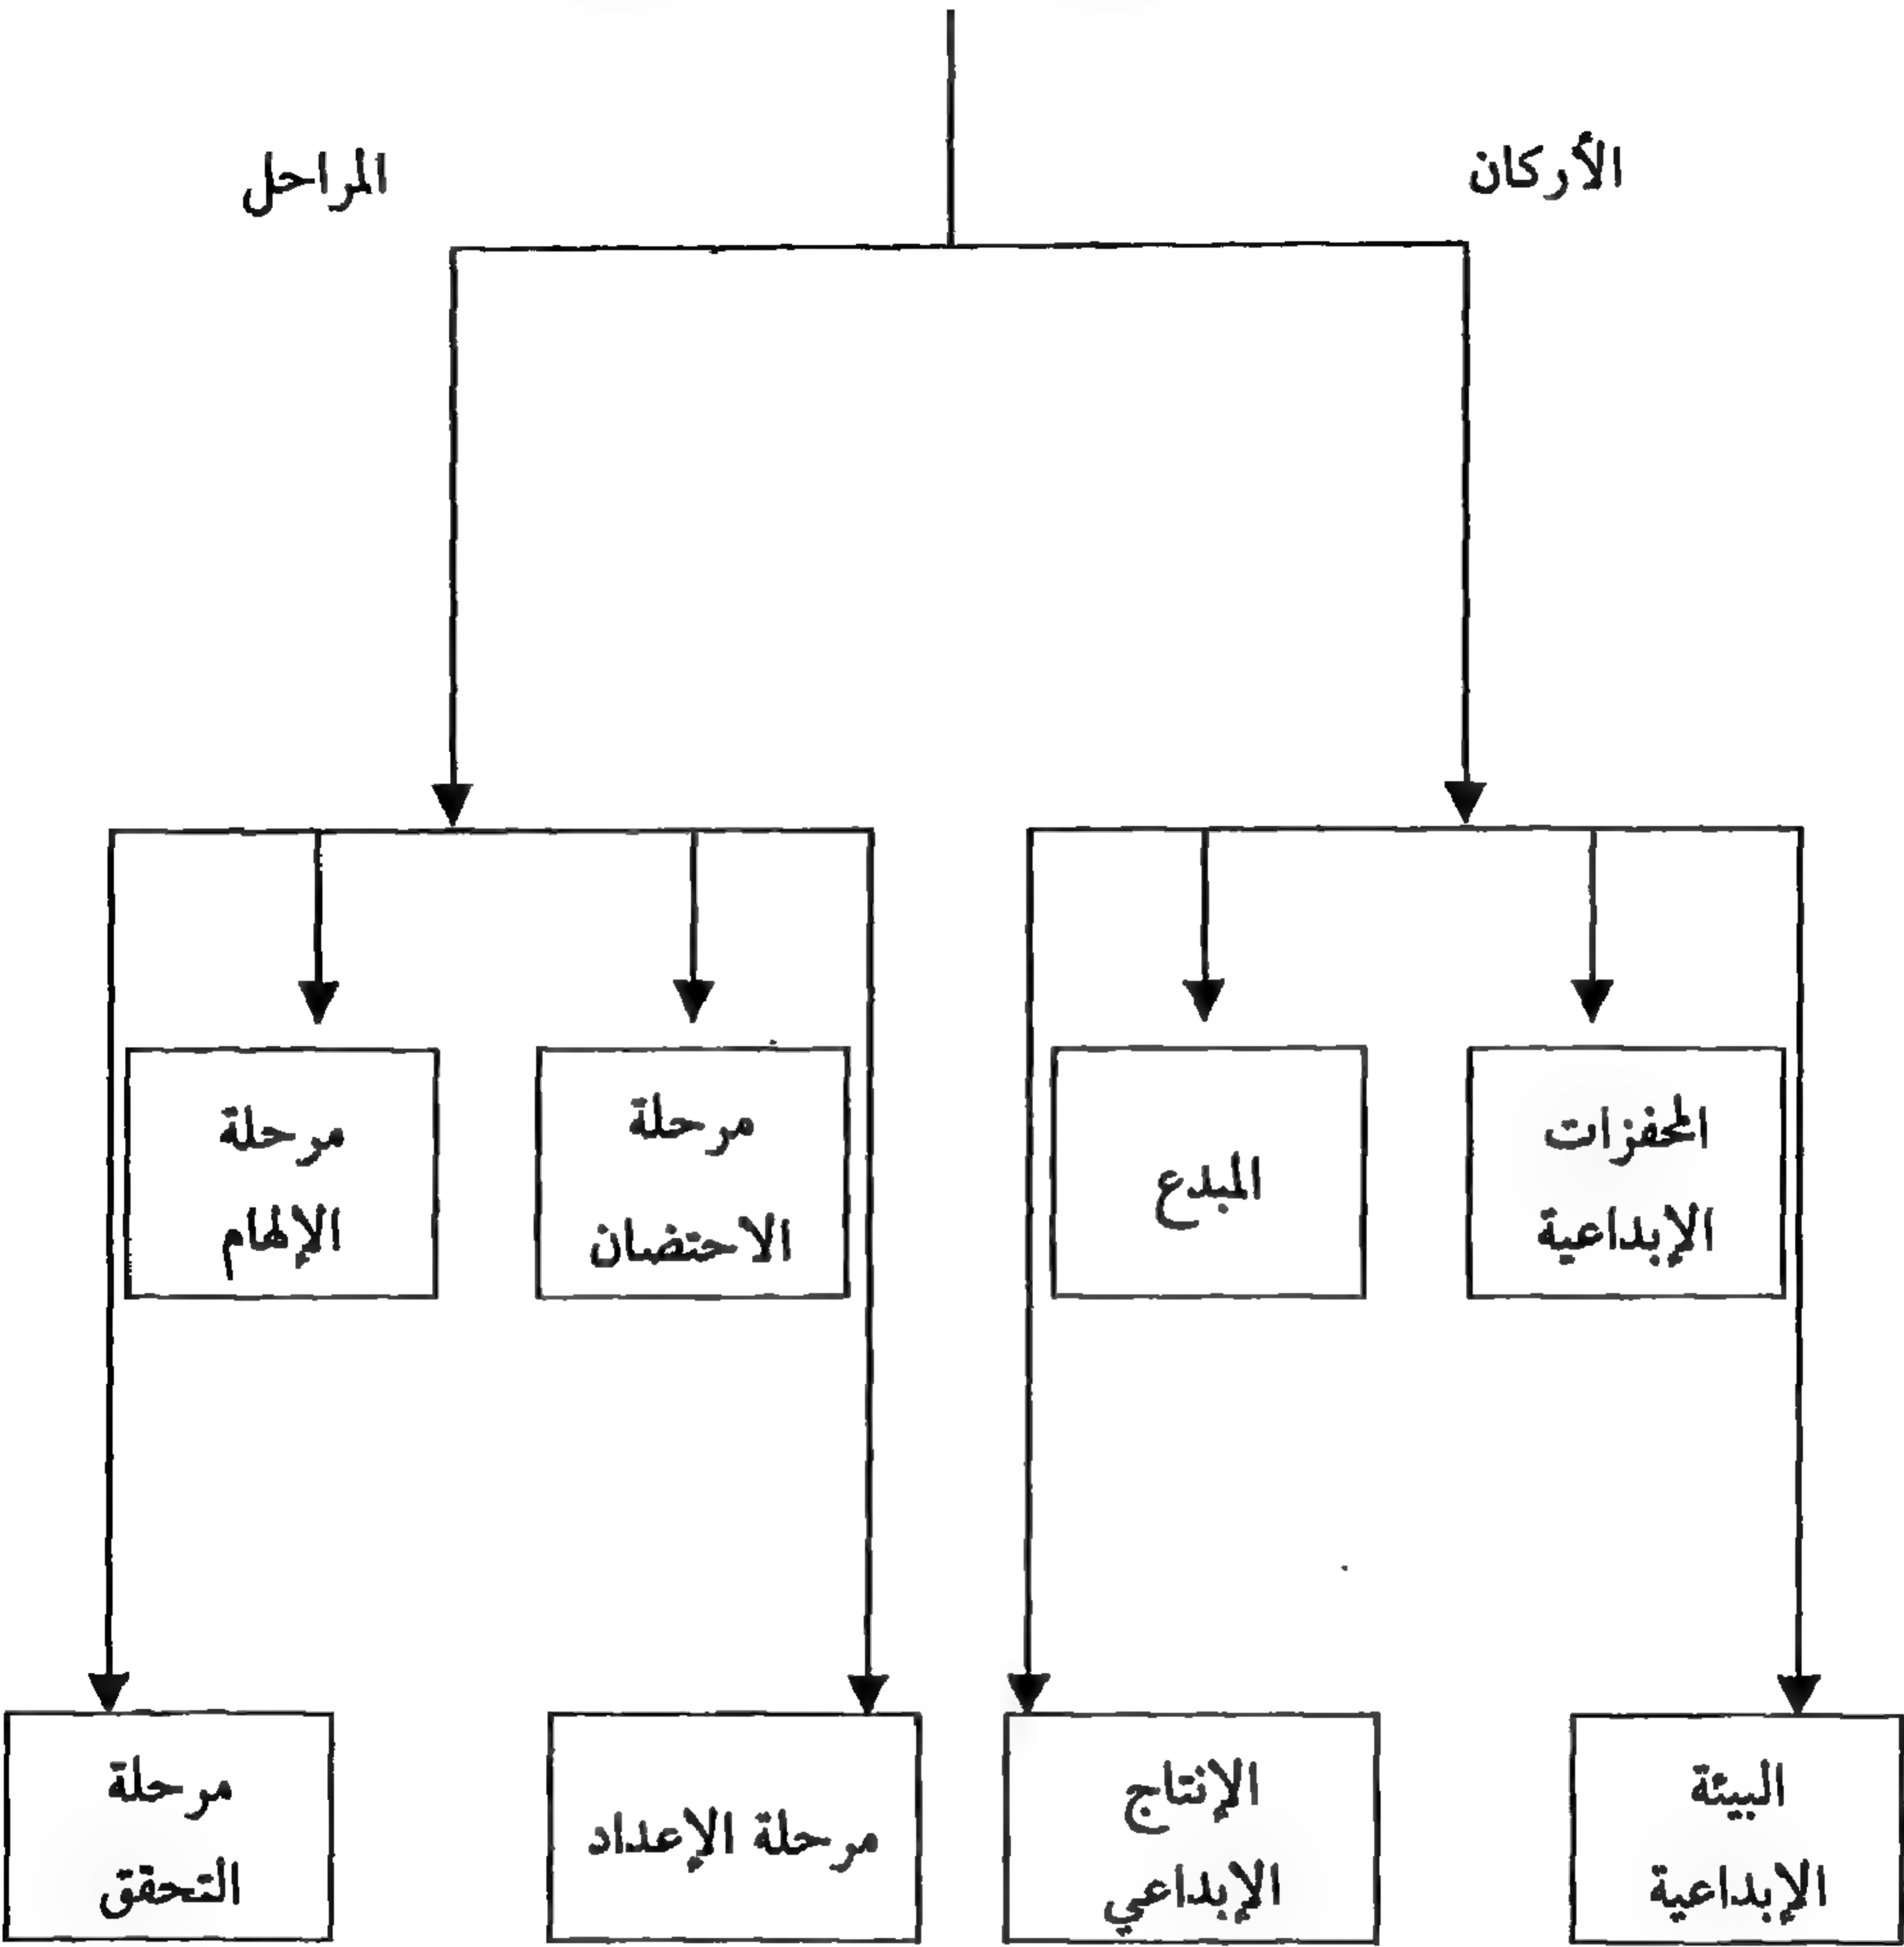 الأركان
المراحل
المحفزات
الإبداعية
المبدع
مرحلة
الاحتضان
مرحلة
الإلهام
البيئة
الإبداعية
الإنتاج
الإبداعي
مرحلة الإعداد
مرحلة
التحقق